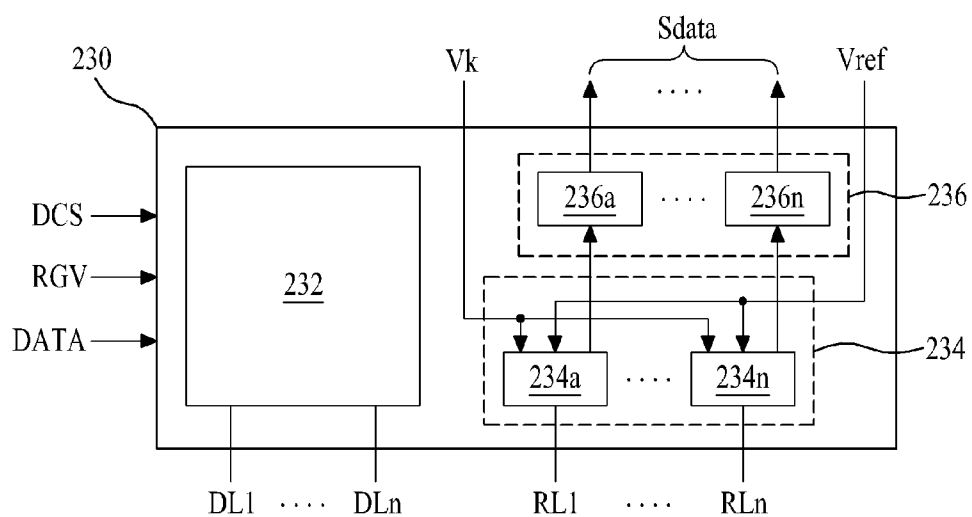 Sdata
230
Vk
Vref
. . . .
236a
. . . .
236n
236
DCS
RGV
DATA
232
234
234a
. . . .
234n
DL1 . . . . DLn
RL1 . . . . RLn